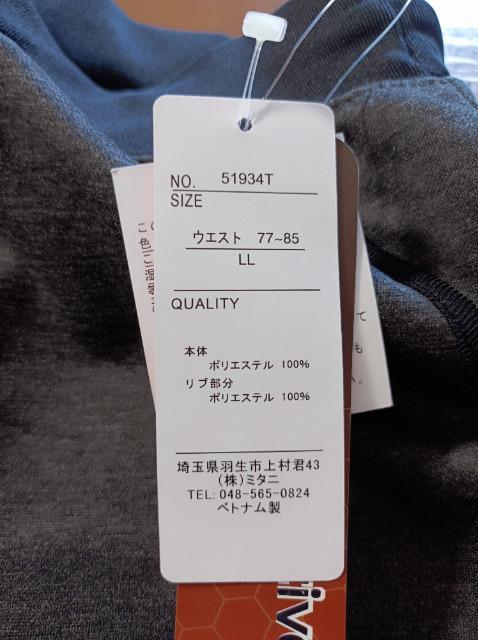 NO. 51934T
SIZE
ウエスト 77~85
LL
QUALITY
本体
ポリエステル 100%
リブ部分
ポリエステル 100%
埼玉県羽生市上村君43
(株)ミタニ
TEL: 048-565-0824
ベトナム製